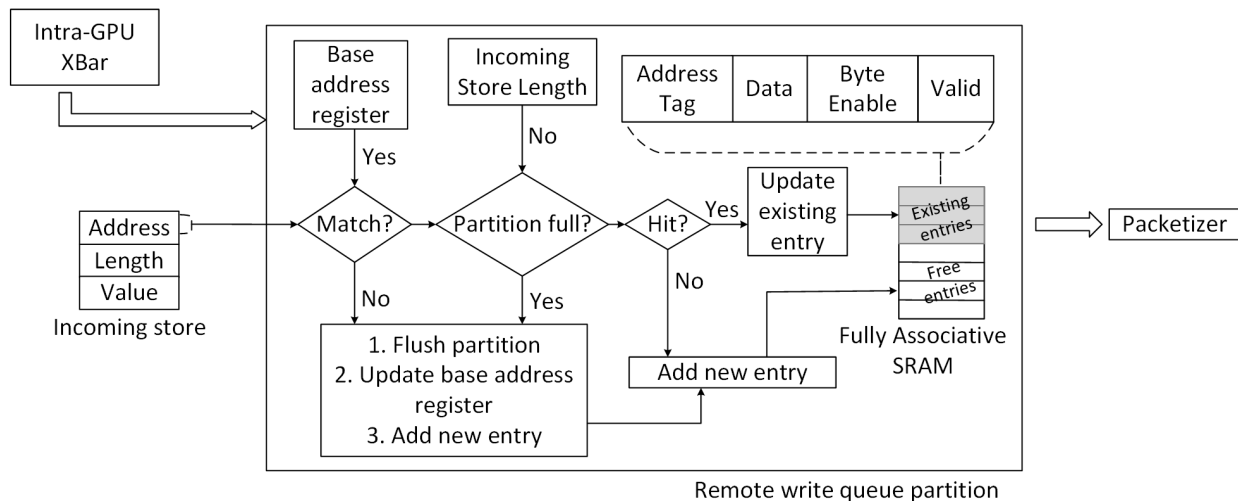 Intra-GPU
XBar
Base
address
register
Incoming
Store Length
Address
Tag
Data
Byte
Enable
Valid
Yes
No
Address
Length
Value
Incoming store
Match?
Partition full?
Hit?
Yes
Update
existing
entry
Existing
entries
Free
entries
Fully Associative
SRAM
Packetizer
No
Yes
No
1. Flush partition
2. Update base address
register
3. Add new entry
Add new entry
Remote write queue partition